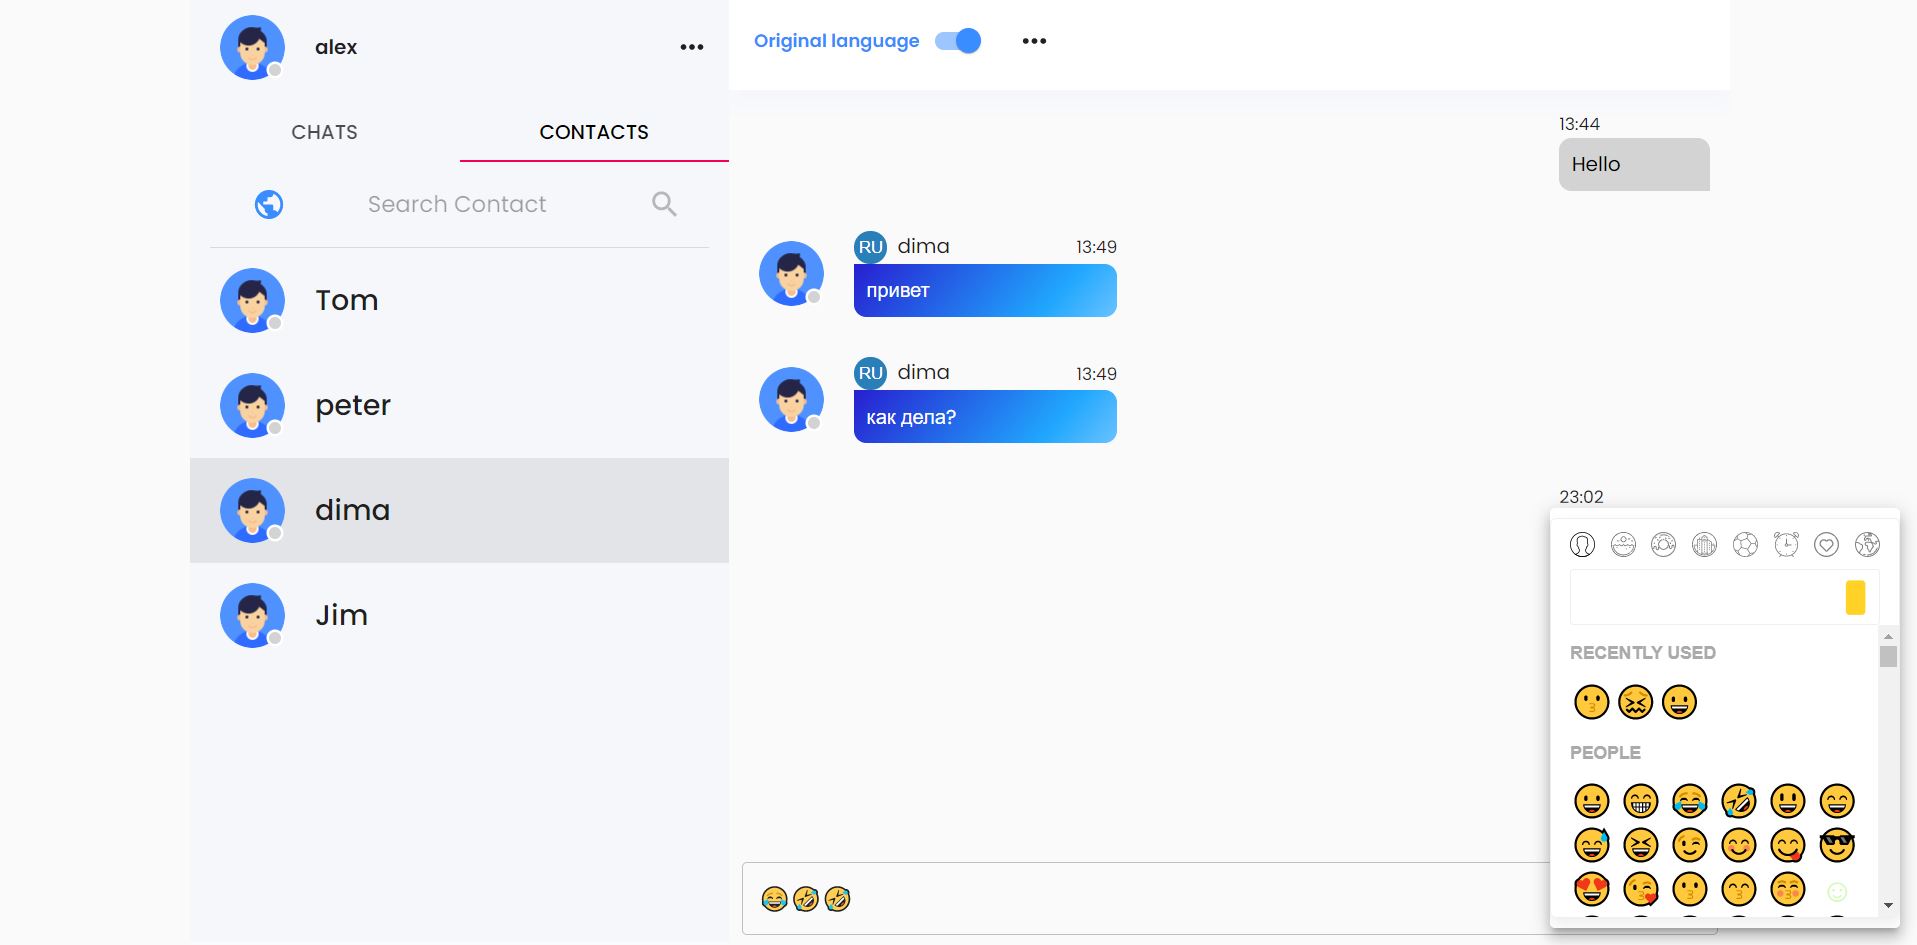 alex
CHATS
CONTACTS
Search Contact
Tom
peter
dima
Jim
Original language
13:44
Hello
RU dima 13:49
привет
RU dima 13:49
как дела?
23:02
RECENTLY USED
PEOPLE